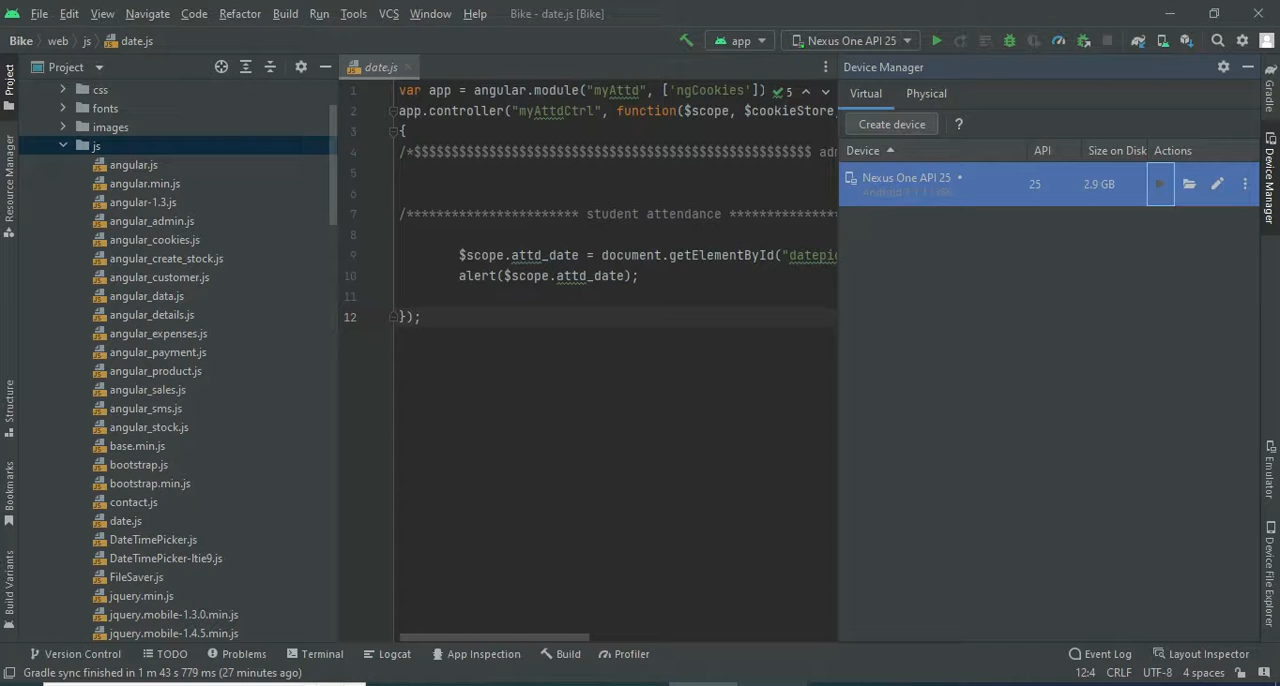 File Edit View Navigate Code Refactor Build Run Tools VCS Window Help Bike - date.js [Bike]
Bike web js date.js app Nexus One API 25
Project
css
fonts
images
js
angular.js
angular.min.js
angular-1.3.js
angular_admin.js
angular_cookies.js
angular_create_stock.js
angular_customer.js
angular_data.js
angular_details.js
angular_expenses.js
angular_payment.js
angular_product.js
angular_sales.js
angular_sms.js
angular_stock.js
base.min.js
bootstrap.js
bootstrap.min.js
contact.js
date.js
DateTimePicker.js
DateTimePicker-ltie9.js
FileSaver.js
jquery.min.js
jquery.mobile-1.3.0.min.js
jquery.mobile-1.4.5.min.js
date.js
1 var app = angular.module("myAttd", ['ngCookies']) 5
2 app.controller("myAttdCtrl", function($scope, $cookieStore,
3 {
4 /*$$$$$$$$$$$$$$$$$$$$$$$$$$$$$$$$$$$$$$$$$$$$$$$$$$$$$ adm
5
6
7 /*********************** student attendance **************
8
9 $scope.attd_date = document.getElementById("datepic
10 alert($scope.attd_date);
11
12 });
Device Manager
Virtual Physical
Create device ?
Device API Size on Disk Actions
Nexus One API 25 25 2.9 GB
Project
Resource Manager
Structure
Bookmarks
Build Variants
Gradle
Device Manager
Emulator
Device File Explorer
Version Control TODO Problems Terminal Logcat App Inspection Build Profiler Event Log Layout Inspector
Gradle sync finished in 1 m 43 s 779 ms (27 minutes ago) 12:4 CRLF UTF-8 4 spaces